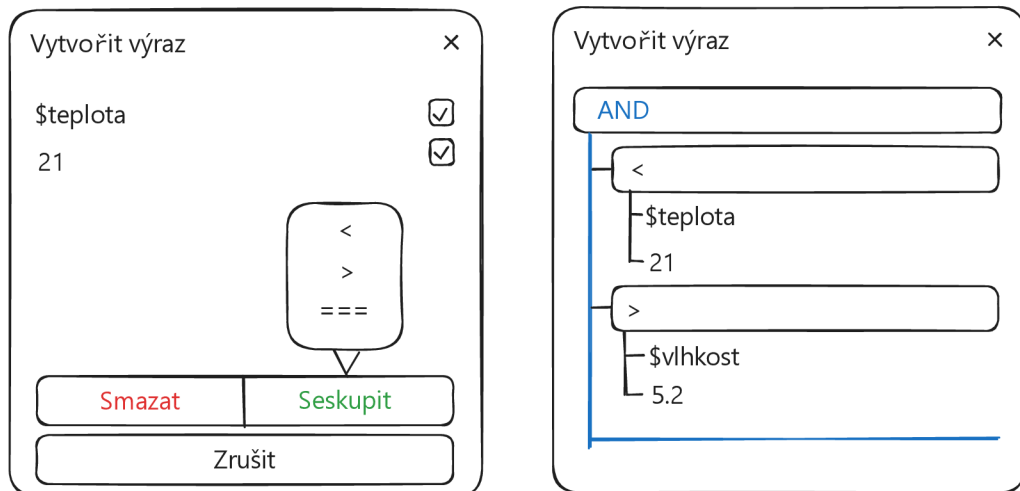 Vytvořit výraz ×
$teplota
21
<
>
===
Smazat Seskupit
Zrušit
Vytvořit výraz ×
AND
<
$teplota
21
>
$vlhkost
5.2